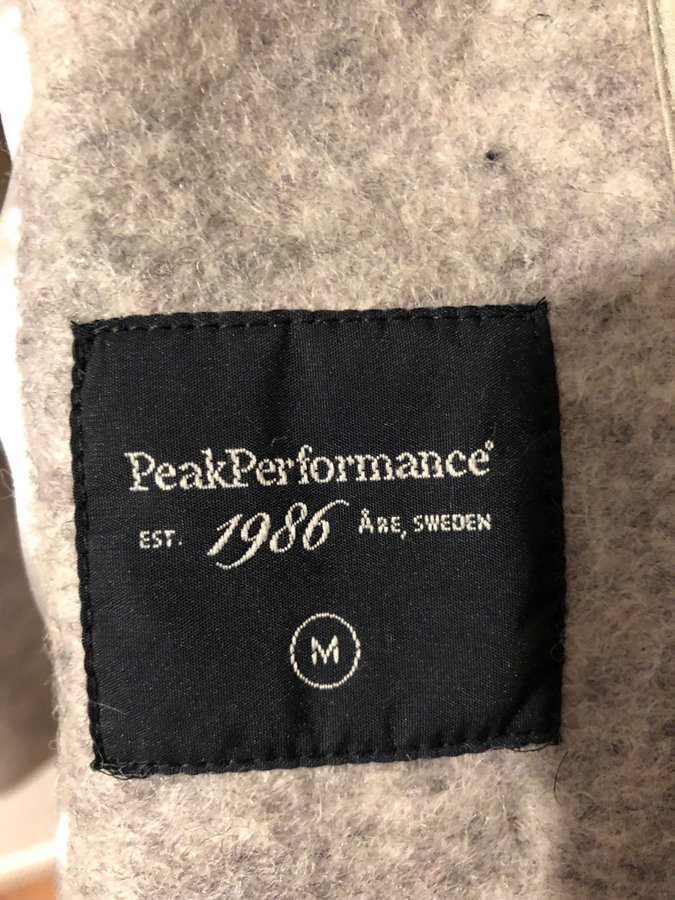 PeakPerformance®
EST. 1986 ÅRE, SWEDEN
M